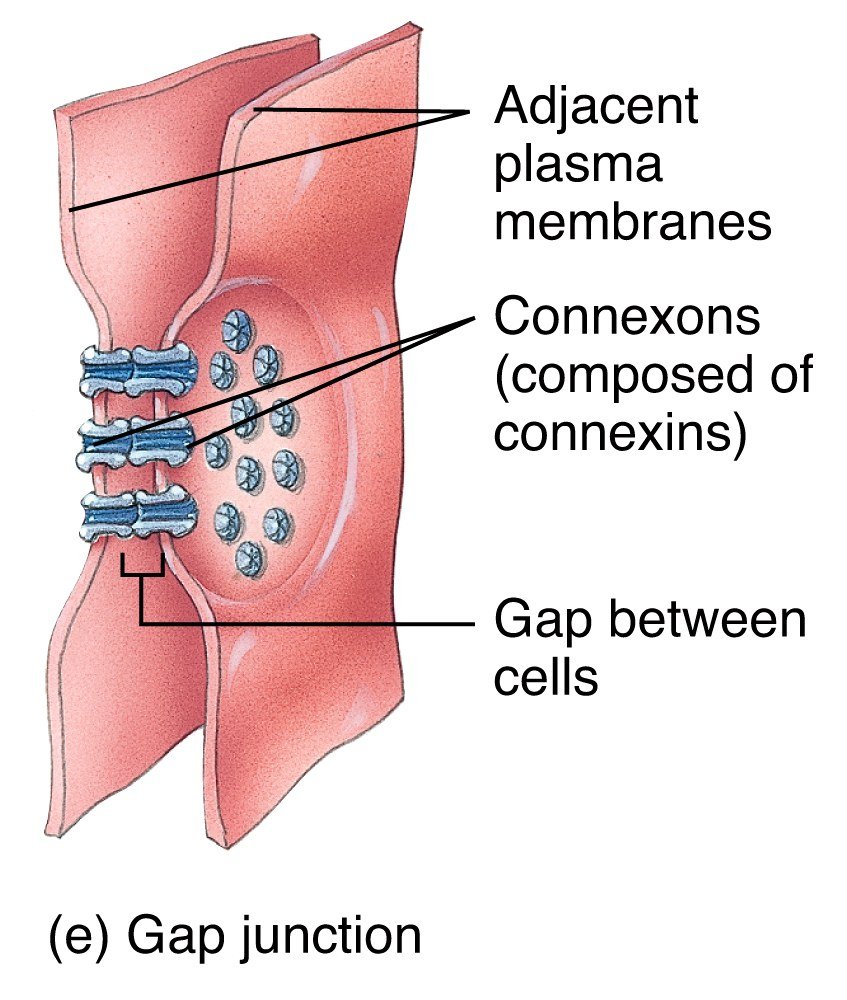 Adjacent
plasma
membranes
Connexons
(composed of
connexins)
Gap between
cells
(e) Gap junction